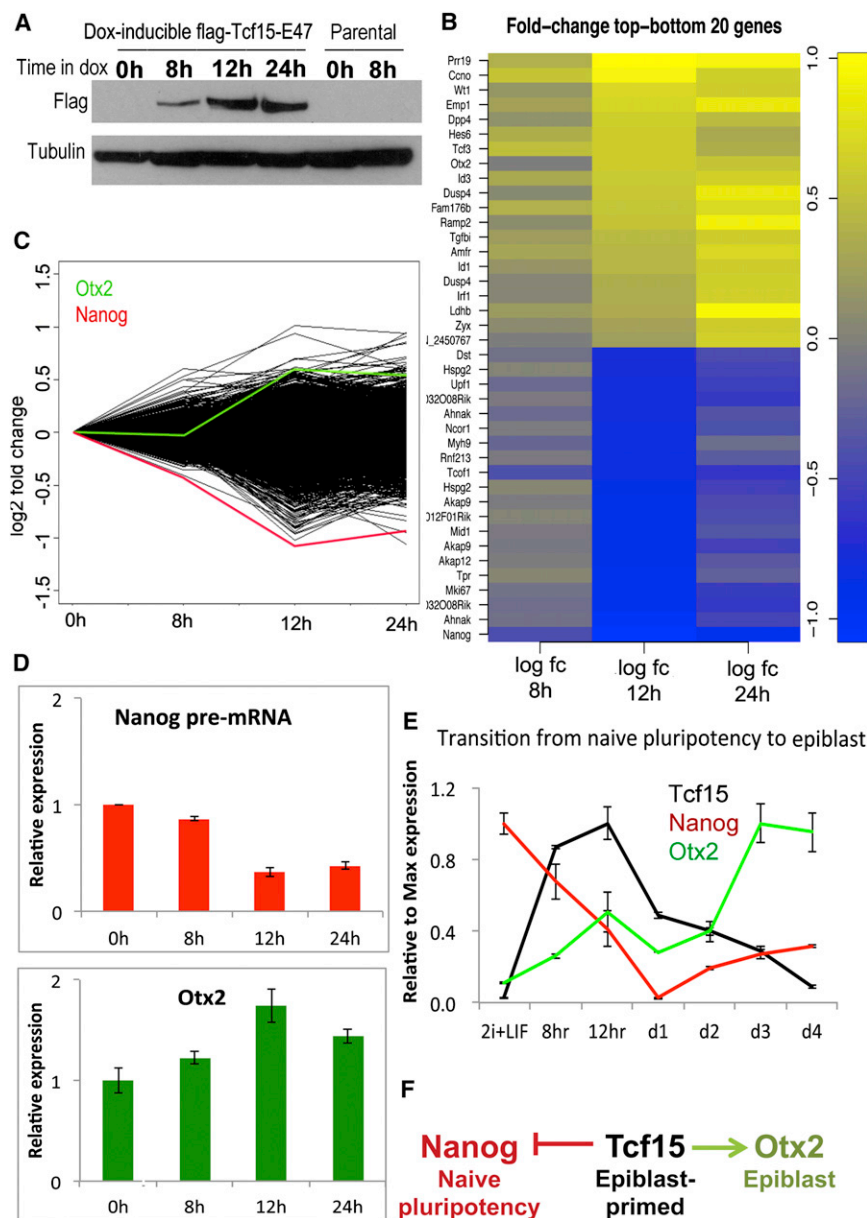 A
Dox-inducible flag-Tcf15-E47 Parental
Time in dox 0h 8h 12h 24h 0h 8h
Flag
Tubulin
B
Fold-change top-bottom 20 genes
Prr19
Ccno
Wt1
Emp1
Dpp4
Hes6
Tcf3
Otx2
Id3
Dusp4
Fam176b
Ramp2
Tgfbi
Amfr
Id1
Dusp4
Irf1
Ldhb
Zyx
\_2450767
Dst
Hspg2
Upf1
032O08Rik
Ahnak
Ncor1
Myh9
Rnf213
Tcof1
Hspg2
Akap9
012F01Rik
Mid1
Akap9
Akap12
Tpr
Mki67
032O08Rik
Ahnak
Nanog
log fc 8h
log fc 12h
log fc 24h
1.0
0.5
0.0
−0.5
−1.0
C
Otx2
Nanog
log2 fold change
1.5
1
0.5
0
-0.5
-1
-1.5
0h 8h 12h 24h
D
Nanog pre-mRNA
Relative expression
2
1
0
0h 8h 12h 24h
Otx2
Relative expression
2
1
0
0h 8h 12h 24h
E
Transition from naive pluripotency to epiblast
Tcf15
Nanog
Otx2
Relative to Max expression
1.2
0.8
0.4
0.0
2i+LIF 8hr 12hr d1 d2 d3 d4
F
Nanog Tcf15 Otx2
Naive Epiblast- Epiblast
pluripotency primed